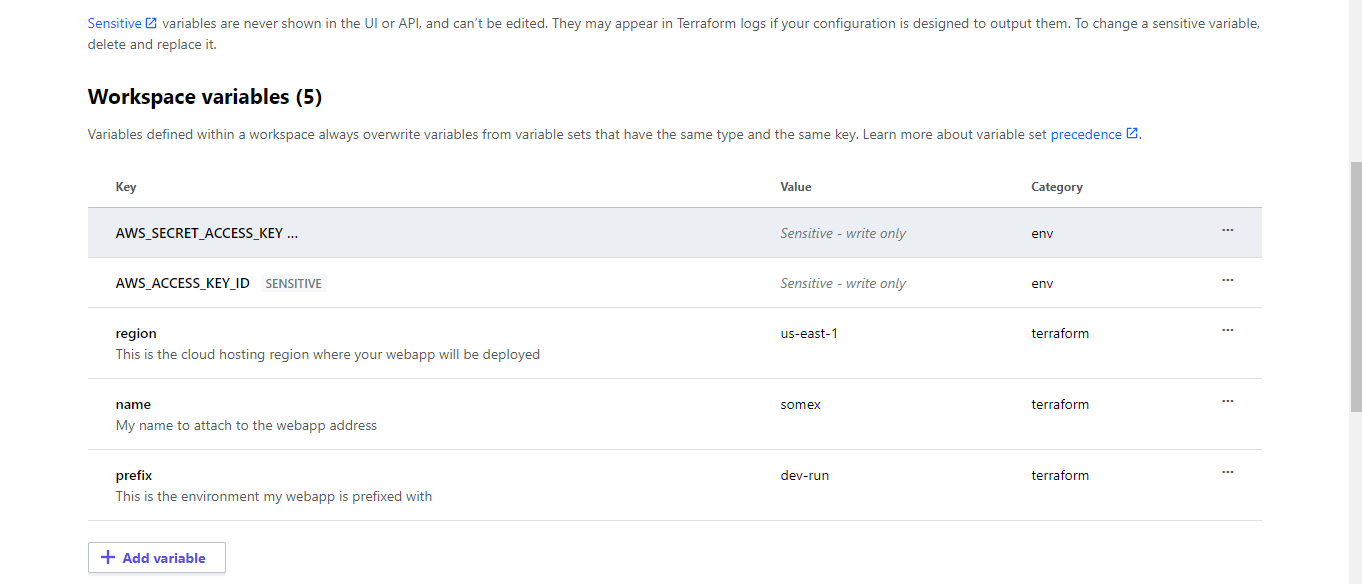 Sensitive variables are never shown in the UI or API, and can't be edited. They may appear in Terraform logs if your configuration is designed to output them. To change a sensitive variable,
delete and replace it.
Workspace variables (5)
Variables defined within a workspace always overwrite variables from variable sets that have the same type and the same key. Learn more about variable set precedence.
Key Value Category
AWS_SECRET_ACCESS_KEY ... Sensitive - write only env ...
AWS_ACCESS_KEY_ID SENSITIVE Sensitive - write only env ...
region us-east-1 terraform ...
This is the cloud hosting region where your webapp will be deployed
name somex terraform ...
My name to attach to the webapp address
prefix dev-run terraform ...
This is the environment my webapp is prefixed with
+ Add variable